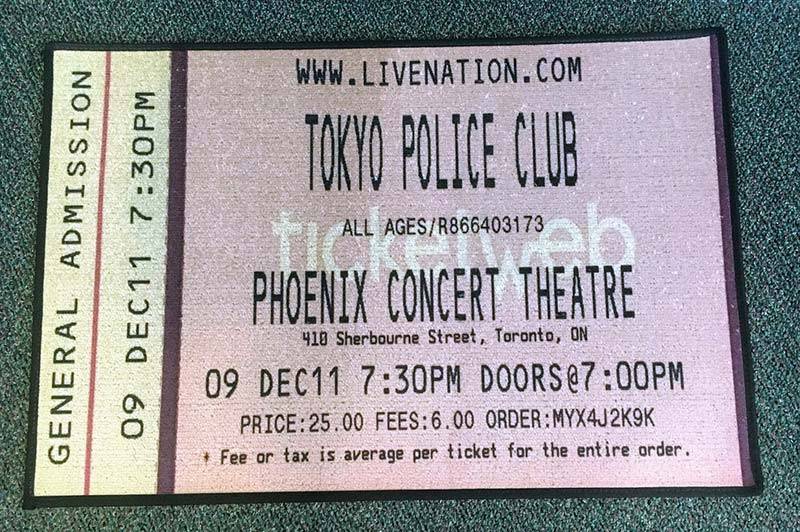 GENERAL ADMISSION
09 DEC11 7:30PM
WWW.LIVENATION.COM
TOKYO POLICE CLUB
ALL AGES/R866403173
ticketweb
PHOENIX CONCERT THEATRE
410 Sherbourne Street, Toronto, ON
09 DEC11 7:30PM DOORS@7:00PM
PRICE:25.00 FEES:6.00 ORDER:MYX4J2K9K
* Fee or tax is average per ticket for the entire order.